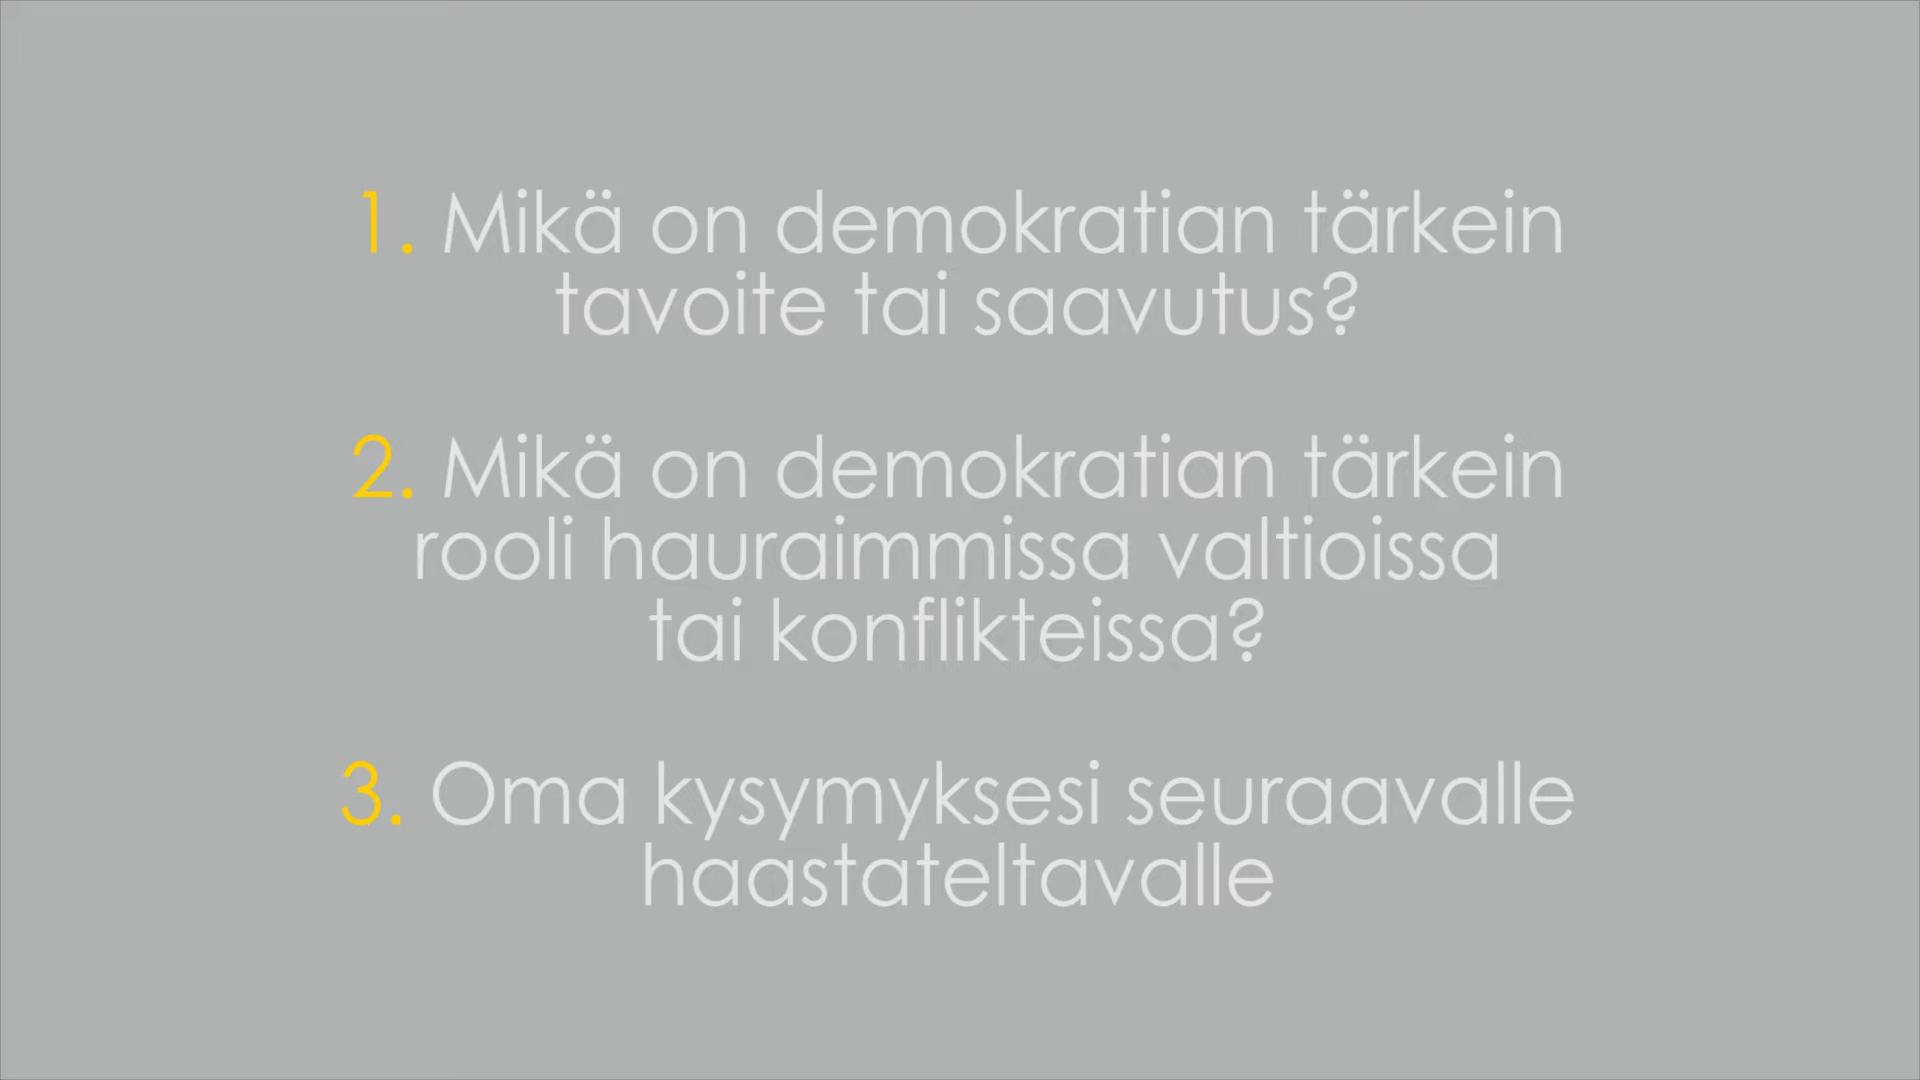 1. Mikä on demokratian tärkein
tavoite tai saavutus?
2. Mikä on demokratian tärkein
rooli hauraimmissa valtioissa
tai konflikteissa?
3. Oma kysymyksesi seuraavalle
haastateltavalle